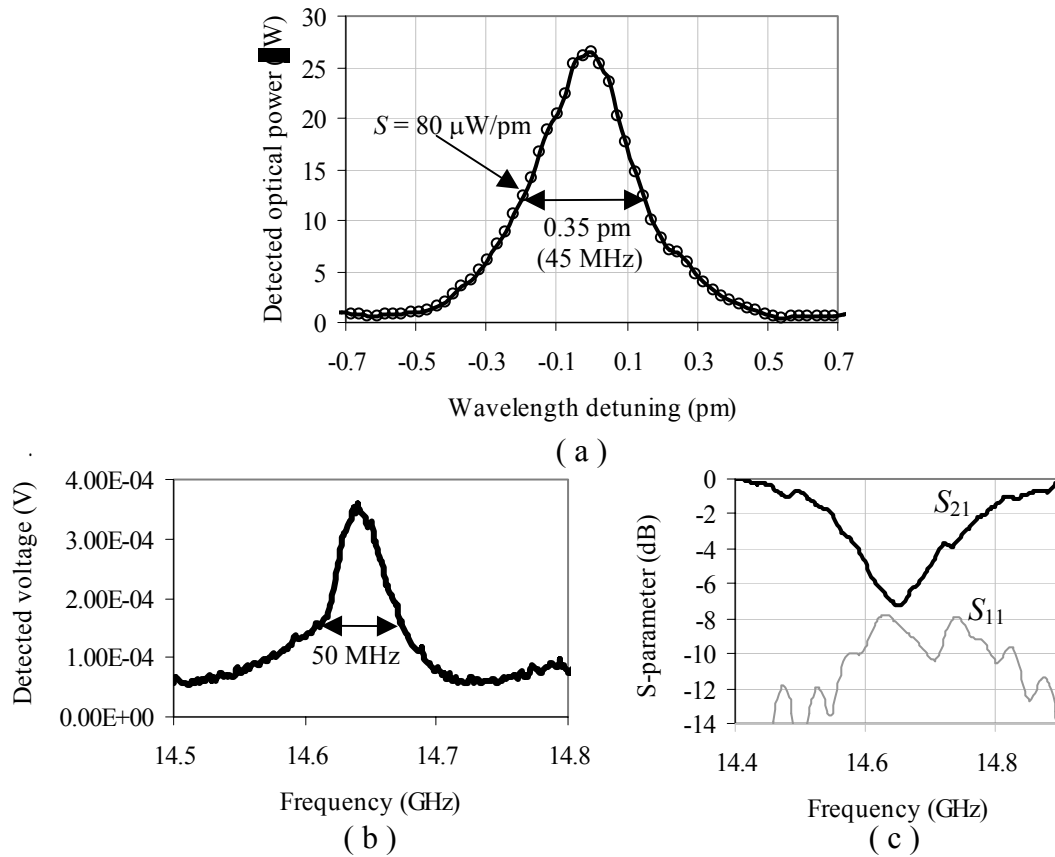 Detected optical power ( W)
30
25
20
15
10
5
0
S = 80 μW/pm
0.35 pm
(45 MHz)
-0.7 -0.5 -0.3 -0.1 0.1 0.3 0.5 0.7
Wavelength detuning (pm)
( a )
Detected voltage (V)
4.00E-04
3.00E-04
2.00E-04
1.00E-04
0.00E+00
50 MHz
14.5 14.6 14.7 14.8
Frequency (GHz)
( b )
S-parameter (dB)
0
-2
-4
-6
-8
-10
-12
-14
S21
S11
14.4 14.6 14.8
Frequency (GHz)
( c )